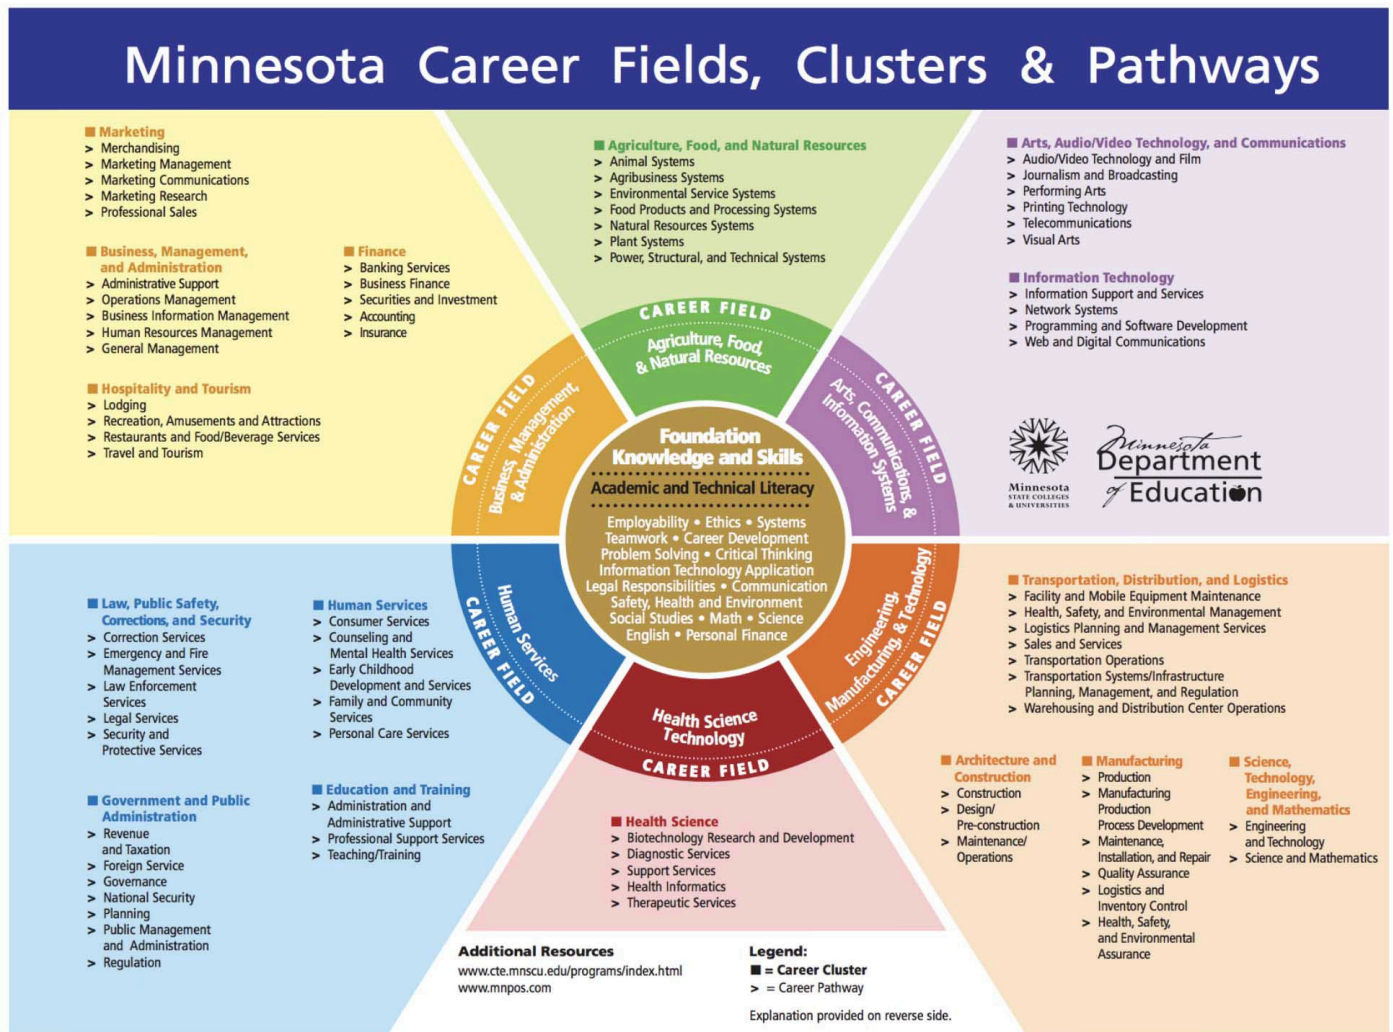 Minnesota Career Fields, Clusters & Pathways
■ Marketing
> Merchandising
> Marketing Management
> Marketing Communications
> Marketing Research
> Professional Sales
■ Business, Management,
and Administration
> Administrative Support
> Operations Management
> Business Information Management
> Human Resources Management
> General Management
■ Finance
> Banking Services
> Business Finance
> Securities and Investment
> Accounting
> Insurance
■ Hospitality and Tourism
> Lodging
> Recreation, Amusements and Attractions
> Restaurants and Food/Beverage Services
> Travel and Tourism
■ Agriculture, Food, and Natural Resources
> Animal Systems
> Agribusiness Systems
> Environmental Service Systems
> Food Products and Processing Systems
> Natural Resources Systems
> Plant Systems
> Power, Structural, and Technical Systems
■ Arts, Audio/Video Technology, and Communications
> Audio/Video Technology and Film
> Journalism and Broadcasting
> Performing Arts
> Printing Technology
> Telecommunications
> Visual Arts
■ Information Technology
> Information Support and Services
> Network Systems
> Programming and Software Development
> Web and Digital Communications
Minnesota
STATE COLLEGES
& UNIVERSITIES
Minnesota
Department
of Education
CAREER FIELD
Agriculture, Food,
& Natural Resources
CAREER FIELD
Business, Management,
& Administration
CAREER FIELD
Arts, Communications, &
Information Systems
Foundation
Knowledge and Skills
Academic and Technical Literacy
Employability • Ethics • Systems
Teamwork • Career Development
Problem Solving • Critical Thinking
Information Technology Application
Legal Responsibilities • Communication
Safety, Health and Environment
Social Studies • Math • Science
English • Personal Finance
Human Services
CAREER FIELD
Engineering,
Manufacturing, & Technology
CAREER FIELD
Health Science
Technology
CAREER FIELD
■ Law, Public Safety,
Corrections, and Security
> Correction Services
> Emergency and Fire
Management Services
> Law Enforcement
Services
> Legal Services
> Security and
Protective Services
■ Human Services
> Consumer Services
> Counseling and
Mental Health Services
> Early Childhood
Development and Services
> Family and Community
Services
> Personal Care Services
■ Government and Public
Administration
> Revenue
and Taxation
> Foreign Service
> Governance
> National Security
> Planning
> Public Management
and Administration
> Regulation
■ Education and Training
> Administration and
Administrative Support
> Professional Support Services
> Teaching/Training
■ Health Science
> Biotechnology Research and Development
> Diagnostic Services
> Support Services
> Health Informatics
> Therapeutic Services
■ Transportation, Distribution, and Logistics
> Facility and Mobile Equipment Maintenance
> Health, Safety, and Environmental Management
> Logistics Planning and Management Services
> Sales and Services
> Transportation Operations
> Transportation Systems/Infrastructure
Planning, Management, and Regulation
> Warehousing and Distribution Center Operations
■ Architecture and
Construction
> Construction
> Design/
Pre-construction
> Maintenance/
Operations
■ Manufacturing
> Production
> Manufacturing
Production
Process Development
> Maintenance,
Installation, and Repair
> Quality Assurance
> Logistics and
Inventory Control
> Health, Safety,
and Environmental
Assurance
■ Science,
Technology,
Engineering,
and Mathematics
> Engineering
and Technology
> Science and Mathematics
Additional Resources
www.cte.mnscu.edu/programs/index.html
www.mnpos.com
Legend:
■ = Career Cluster
> = Career Pathway
Explanation provided on reverse side.